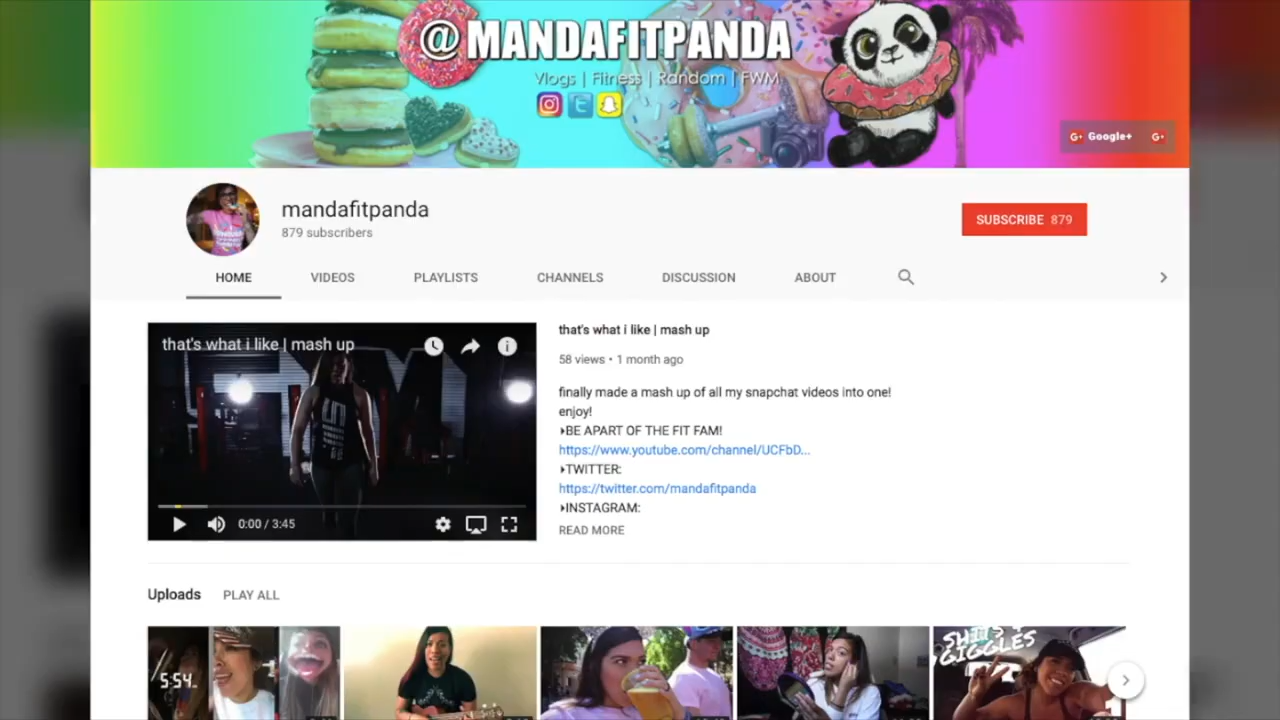 @MANDAFITPANDA
Vlogs | Fitness | Random | FWM
G+ Google+ G+
mandafitpanda
879 subscribers
SUBSCRIBE 879
HOME VIDEOS PLAYLISTS CHANNELS DISCUSSION ABOUT
that's what i like | mash up
that's what i like | mash up
58 views • 1 month ago
finally made a mash up of all my snapchat videos into one!
enjoy!
▸BE APART OF THE FIT FAM!
https://www.youtube.com/channel/UCFbD...
▸TWITTER:
https://twitter.com/mandafitpanda
▸INSTAGRAM:
READ MORE
0:00 / 3:45
Uploads PLAY ALL
5:54
SHITS
GIGGLES